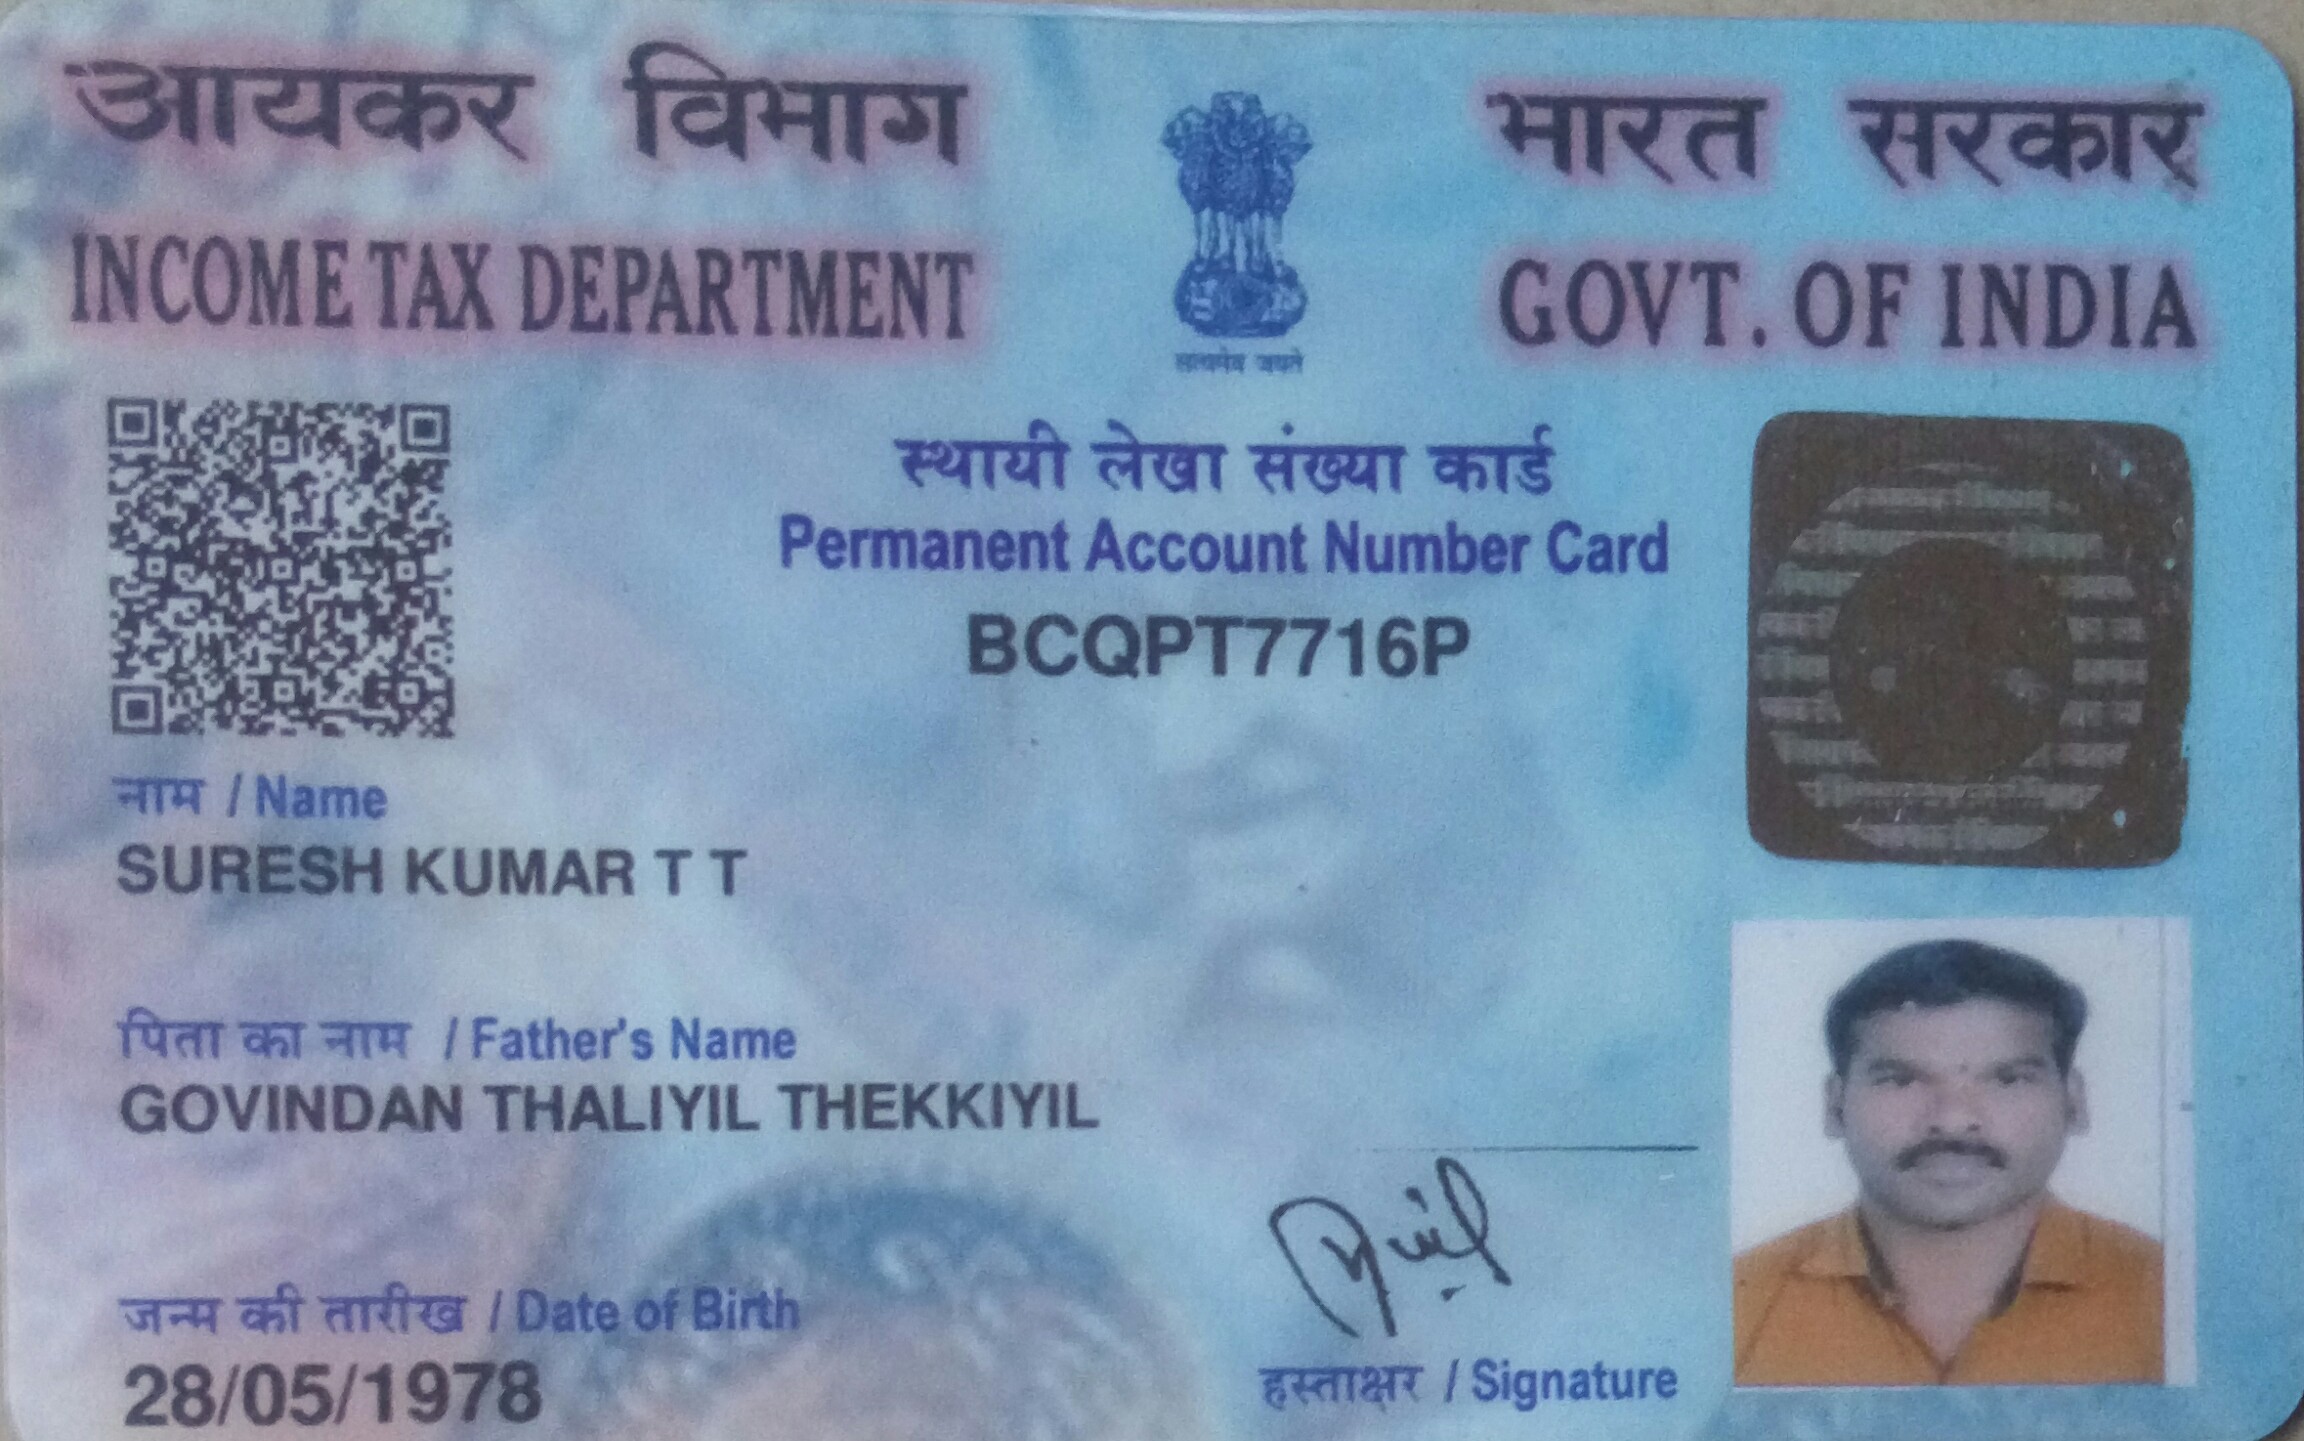 आयकर विभाग
INCOME TAX DEPARTMENT
भारत सरकार
GOVT. OF INDIA
सत्यमेव जयते
स्थायी लेखा संख्या कार्ड
Permanent Account Number Card
BCQPT7716P
नाम / Name
SURESH KUMAR T T
पिता का नाम / Father's Name
GOVINDAN THALIYIL THEKKIYIL
जन्म की तारीख / Date of Birth
28/05/1978
हस्ताक्षर / Signature